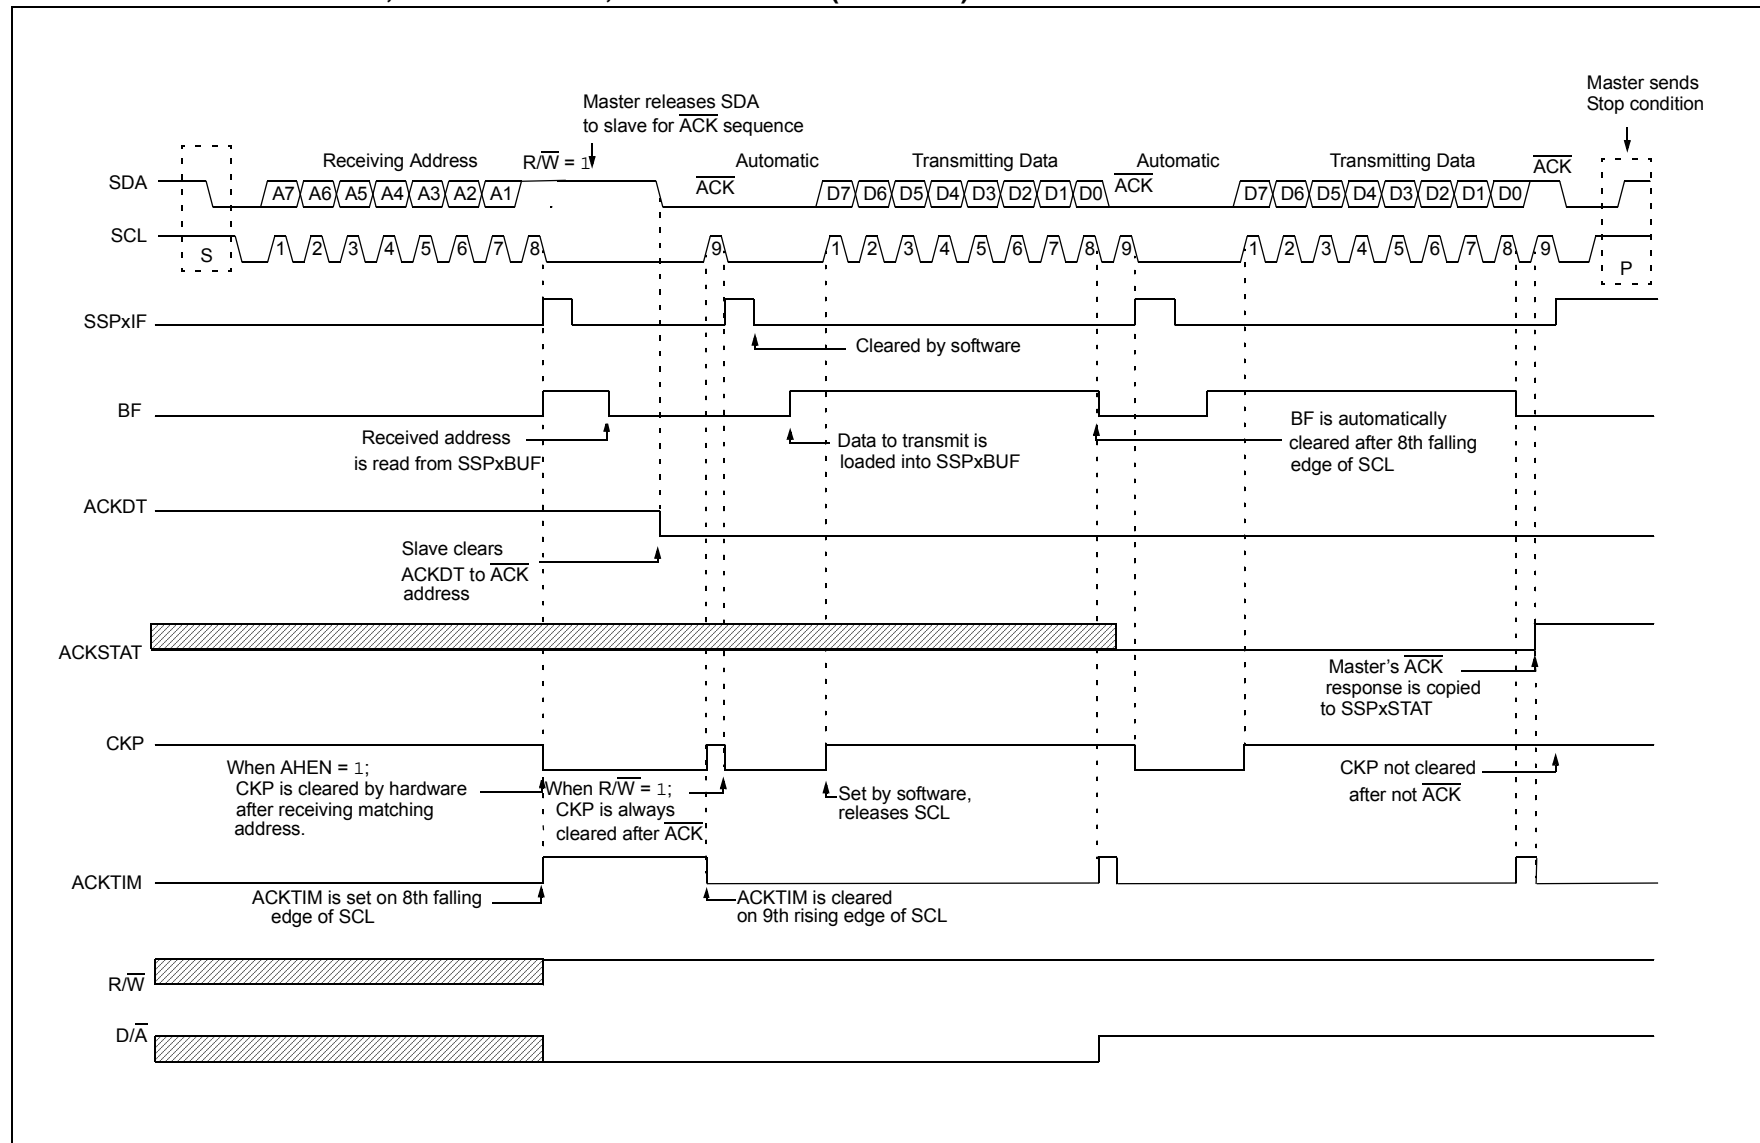 Master sends
Stop condition
Master releases SDA
to slave for ACK sequence
Receiving Address
R/W = 1
Automatic
Transmitting Data
Automatic
Transmitting Data
ACK
SDA
A7 A6 A5 A4 A3 A2 A1
ACK
D7 D6 D5 D4 D3 D2 D1 D0
ACK
D7 D6 D5 D4 D3 D2 D1 D0
SCL
S
1 2 3 4 5 6 7 8 9
1 2 3 4 5 6 7 8 9
1 2 3 4 5 6 7 8 9
P
SSPxIF
Cleared by software
BF
Received address
is read from SSPxBUF
Data to transmit is
loaded into SSPxBUF
BF is automatically
cleared after 8th falling
edge of SCL
ACKDT
Slave clears
ACKDT to ACK
address
ACKSTAT
Master's ACK
response is copied
to SSPxSTAT
CKP
When AHEN = 1;
CKP is cleared by hardware
after receiving matching
address.
When R/W = 1;
CKP is always
cleared after ACK
Set by software,
releases SCL
CKP not cleared
after not ACK
ACKTIM
ACKTIM is set on 8th falling
edge of SCL
ACKTIM is cleared
on 9th rising edge of SCL
R/W
D/A